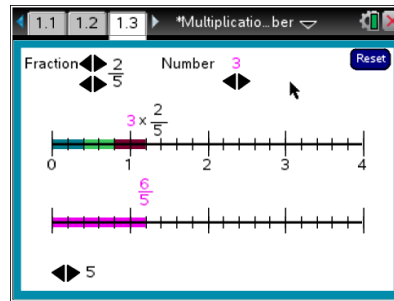 1.1 1.2 1.3 *Multiplicatio...ber
Fraction 2/5 Number 3 Reset
3 × 2/5
0 1 2 3 4
6/5
5